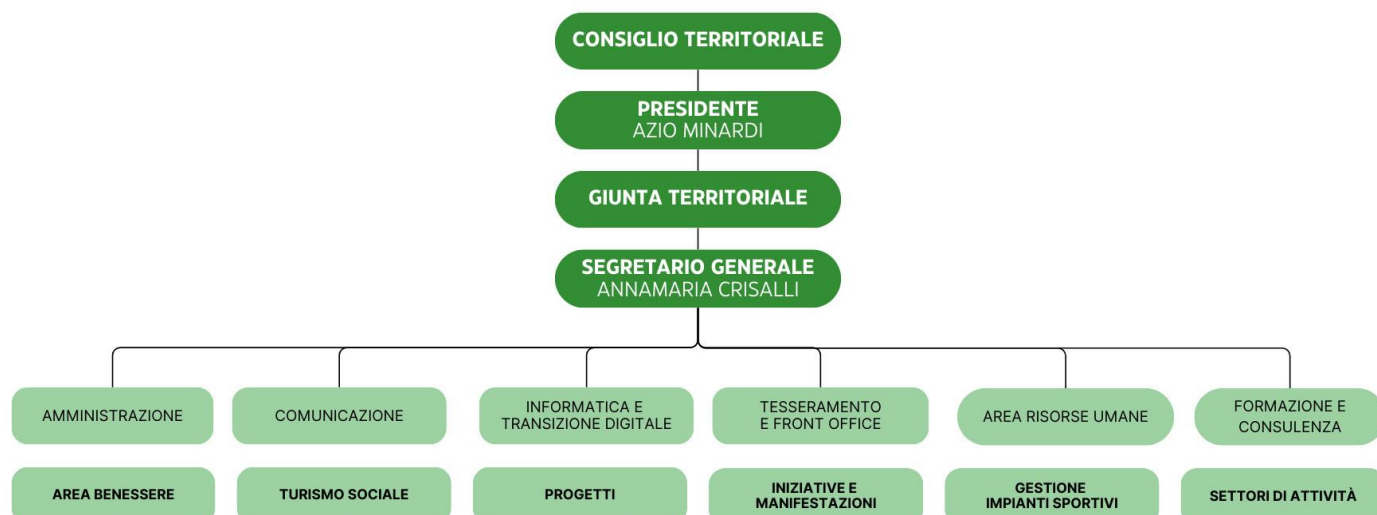 CONSIGLIO TERRITORIALE
PRESIDENTE
AZIO MINARDI
GIUNTA TERRITORIALE
SEGRETARIO GENERALE
ANNAMARIA CRISALLI
AMMINISTRAZIONE
COMUNICAZIONE
INFORMATICA E
TRANSIZIONE DIGITALE
TESSERAMENTO
E FRONT OFFICE
AREA RISORSE UMANE
FORMAZIONE E
CONSULENZA
AREA BENESSERE
TURISMO SOCIALE
PROGETTI
INIZIATIVE E
MANIFESTAZIONI
GESTIONE
IMPIANTI SPORTIVI
SETTORI DI ATTIVITÀ